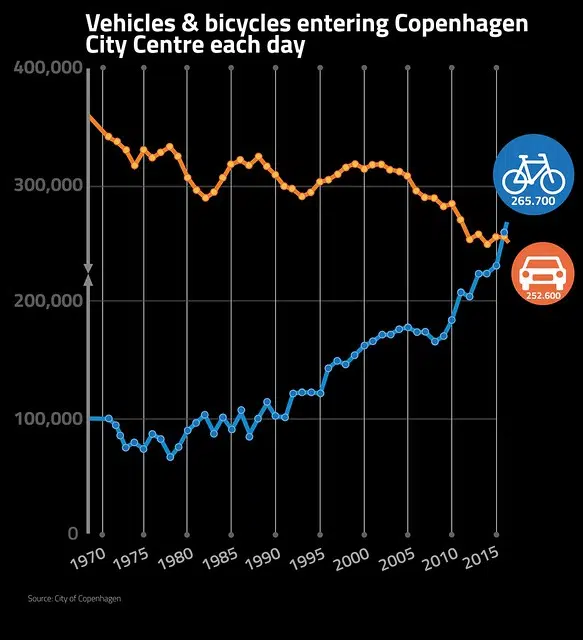 Vehicles & bicycles entering Copenhagen
City Centre each day
400,000
300,000
265.700
252.600
200,000
100,000
0
1970 1975 1980 1985 1990 1995 2000 2005 2010 2015
Source: City of Copenhagen